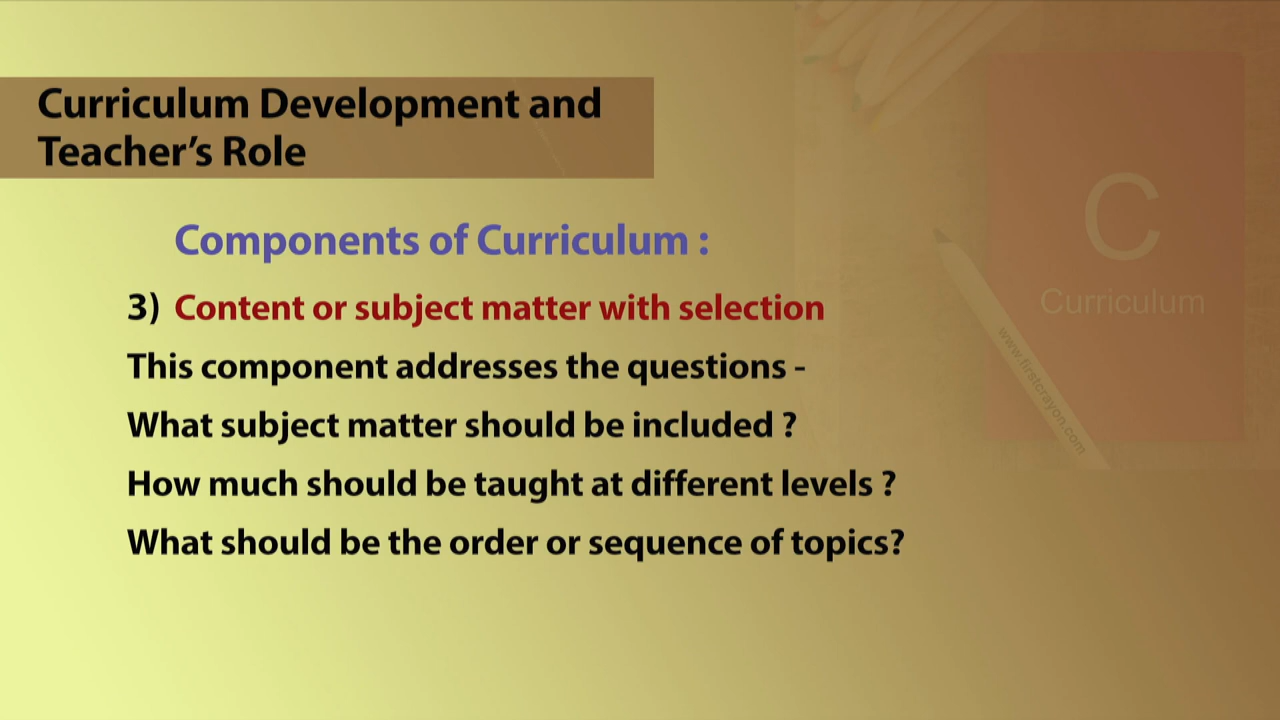 Curriculum Development and
Teacher’s Role
Components of Curriculum :
3) Content or subject matter with selection
This component addresses the questions -
What subject matter should be included ?
How much should be taught at different levels ?
What should be the order or sequence of topics?
C
Curriculum
www.firstcrayon.com